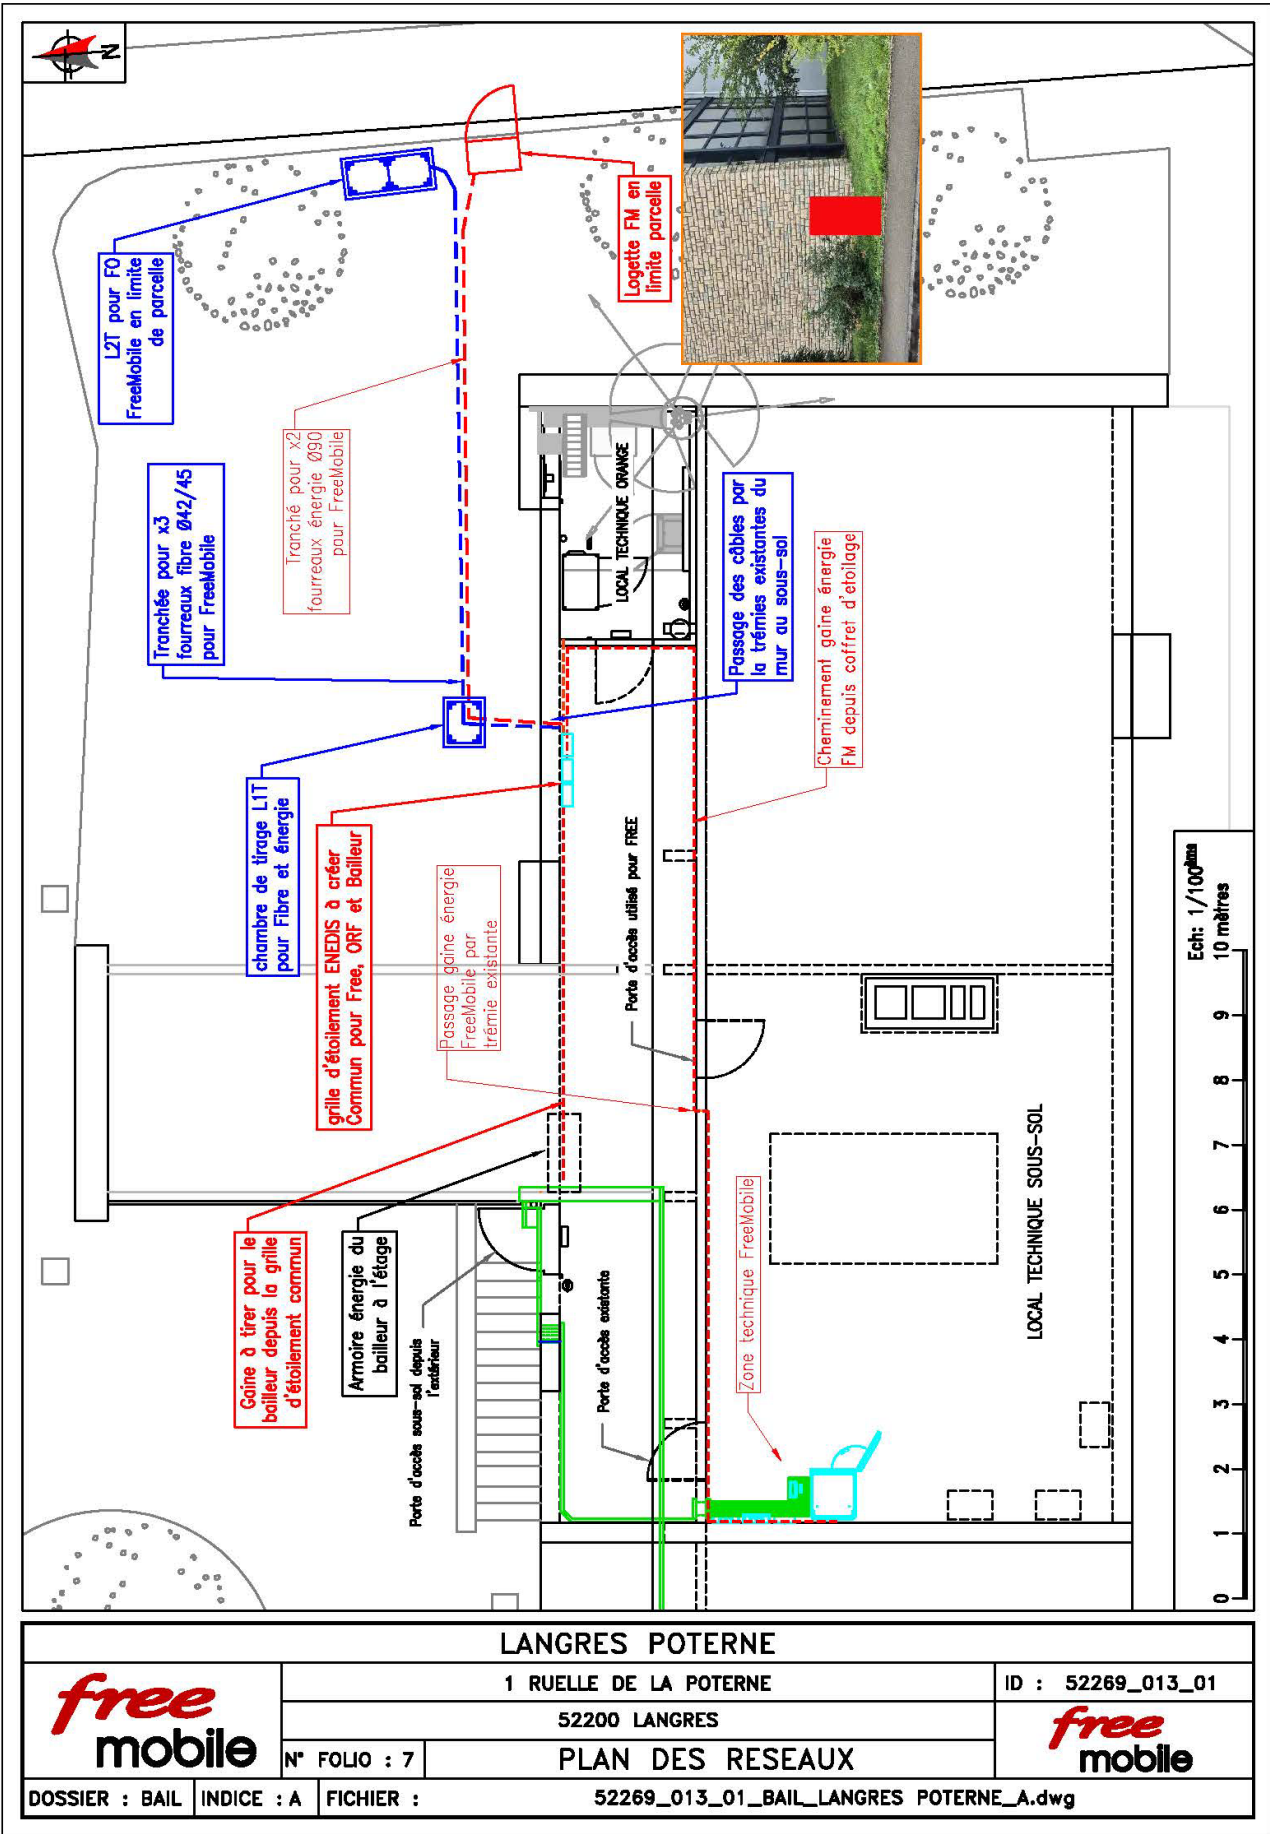 N
L2T pour FO
FreeMobile en limite
de parcelle
Logette FM en
limite parcelle
Tranchée pour x3
fourreaux fibre Ø42/45
pour FreeMobile
Tranché pour x2
fourreaux énergie Ø90
pour FreeMobile
LOCAL TECHNIQUE ORANGE
Passage des câbles par
la trémies existantes du
mur au sous-sol
Cheminement gaine énergie
FM depuis coffret d'etoilage
chambre de tirage L1T
pour Fibre et énergie
grille d'étoilement ENEDIS à créer
Commun pour Free, ORF et Bailleur
Passage gaine énergie
FreeMobile par
trémie existante
Porte d'accès utilisé pour FREE
Gaine à tirer pour le
bailleur depuis la grille
d'étoilement commun
Armoire énergie du
bailleur à l'étage
Porte d'accès sous-sol depuis
l'extérieur
Porte d'accès existante
Zone technique FreeMobile
LOCAL TECHNIQUE SOUS-SOL
Ech: 1/100ème
0 1 2 3 4 5 6 7 8 9 10 mètres
LANGRES POTERNE
free
mobile
1 RUELLE DE LA POTERNE
ID : 52269_013_01
52200 LANGRES
free
mobile
N° FOLIO : 7
PLAN DES RESEAUX
DOSSIER : BAIL
INDICE : A
FICHIER :
52269_013_01_BAIL_LANGRES POTERNE_A.dwg